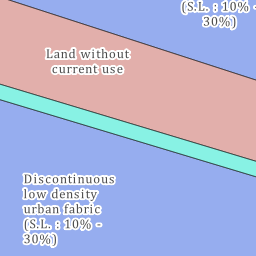 (S.L. : 10% -
30%)
Land without
current use
Discontinuous
low density
urban fabric
(S.L. : 10% -
30%)